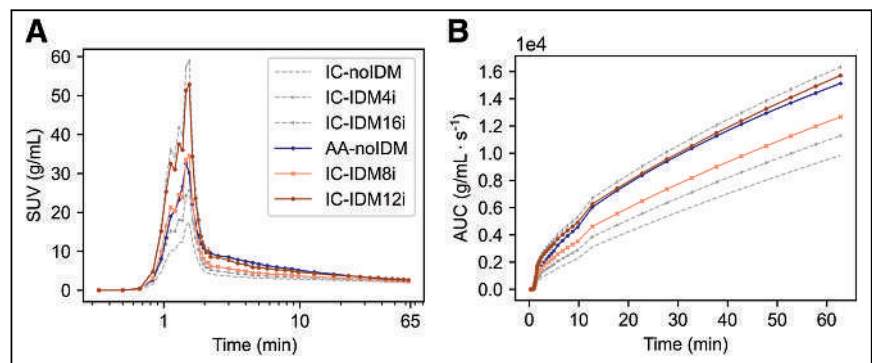 A
60
50
40
30
20
10
0
SUV (g/mL)
IC-noIDM
IC-IDM4i
IC-IDM16i
AA-noIDM
IC-IDM8i
IC-IDM12i
1
10
65
Time (min)
B
1e4
1.6
1.4
1.2
1.0
0.8
0.6
0.4
0.2
0.0
AUC (g/mL · s⁻¹)
0 10 20 30 40 50 60
Time (min)